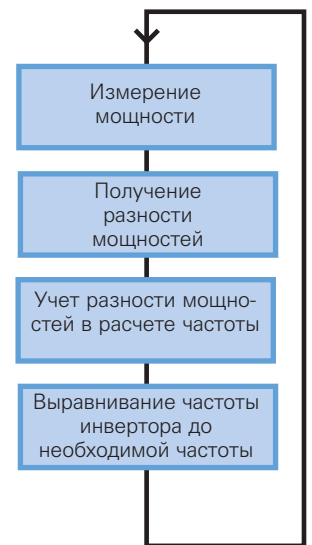 Измерение
мощности
Получение
разности
мощностей
Учет разности мощно-
стей в расчете частоты
Выравнивание частоты
инвертора до
необходимой частоты